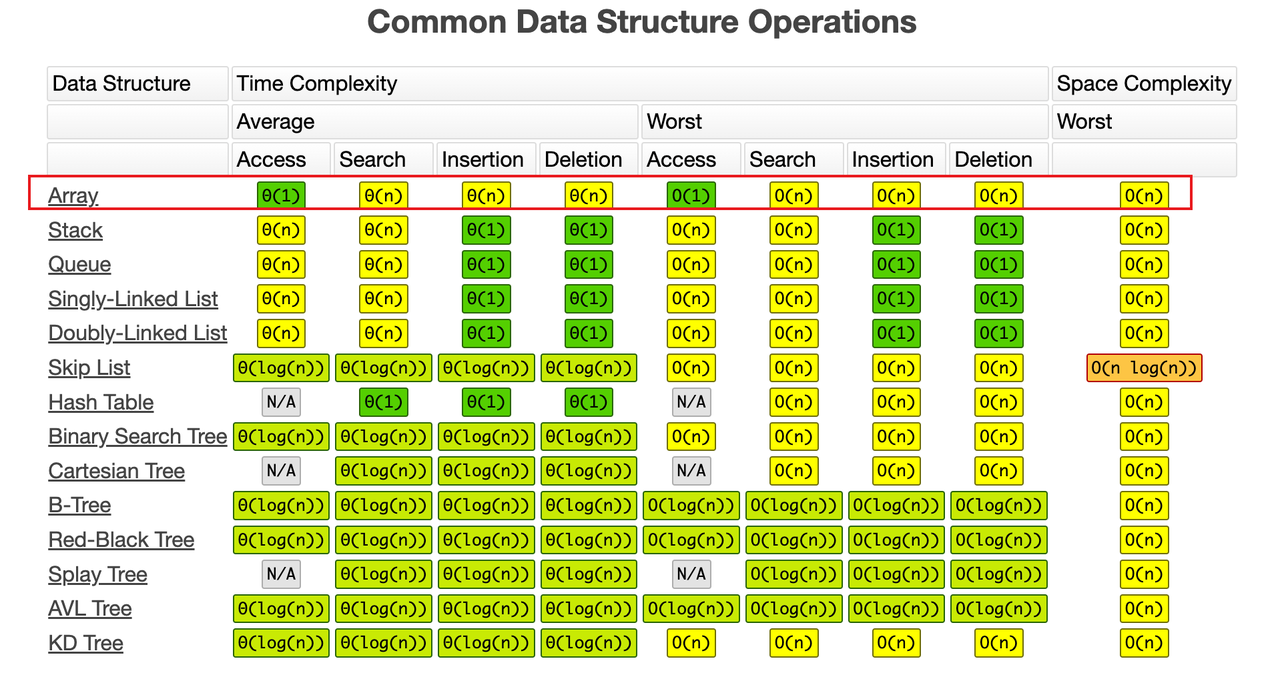 Common Data Structure Operations
Data Structure Time Complexity Space Complexity
Average Worst Worst
Access Search Insertion Deletion Access Search Insertion Deletion
Array Θ(1) Θ(n) Θ(n) Θ(n) O(1) O(n) O(n) O(n) O(n)
Stack Θ(n) Θ(n) Θ(1) Θ(1) O(n) O(n) O(1) O(1) O(n)
Queue Θ(n) Θ(n) Θ(1) Θ(1) O(n) O(n) O(1) O(1) O(n)
Singly-Linked List Θ(n) Θ(n) Θ(1) Θ(1) O(n) O(n) O(1) O(1) O(n)
Doubly-Linked List Θ(n) Θ(n) Θ(1) Θ(1) O(n) O(n) O(1) O(1) O(n)
Skip List Θ(log(n)) Θ(log(n)) Θ(log(n)) Θ(log(n)) O(n) O(n) O(n) O(n) O(n log(n))
Hash Table N/A Θ(1) Θ(1) Θ(1) N/A O(n) O(n) O(n) O(n)
Binary Search Tree Θ(log(n)) Θ(log(n)) Θ(log(n)) Θ(log(n)) O(n) O(n) O(n) O(n) O(n)
Cartesian Tree N/A Θ(log(n)) Θ(log(n)) Θ(log(n)) N/A O(n) O(n) O(n) O(n)
B-Tree Θ(log(n)) Θ(log(n)) Θ(log(n)) Θ(log(n)) O(log(n)) O(log(n)) O(log(n)) O(log(n)) O(n)
Red-Black Tree Θ(log(n)) Θ(log(n)) Θ(log(n)) Θ(log(n)) O(log(n)) O(log(n)) O(log(n)) O(log(n)) O(n)
Splay Tree N/A Θ(log(n)) Θ(log(n)) Θ(log(n)) N/A O(log(n)) O(log(n)) O(log(n)) O(n)
AVL Tree Θ(log(n)) Θ(log(n)) Θ(log(n)) Θ(log(n)) O(log(n)) O(log(n)) O(log(n)) O(log(n)) O(n)
KD Tree Θ(log(n)) Θ(log(n)) Θ(log(n)) Θ(log(n)) O(n) O(n) O(n) O(n) O(n)